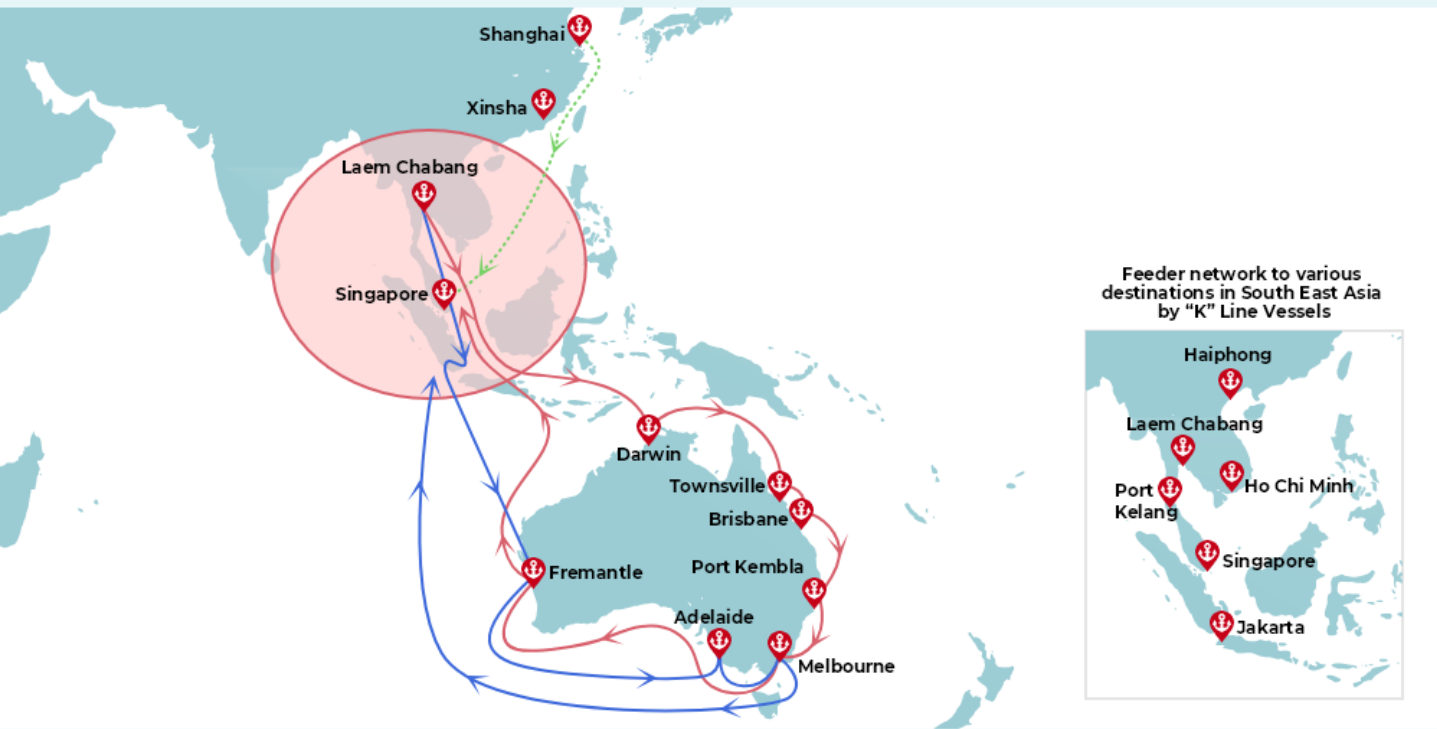 Shanghai
Xinsha
Laem Chabang
Singapore
Darwin
Townsville
Brisbane
Port Kembla
Fremantle
Adelaide
Melbourne
Feeder network to various
destinations in South East Asia
by “K” Line Vessels
Haiphong
Laem Chabang
Ho Chi Minh
Port
Kelang
Singapore
Jakarta